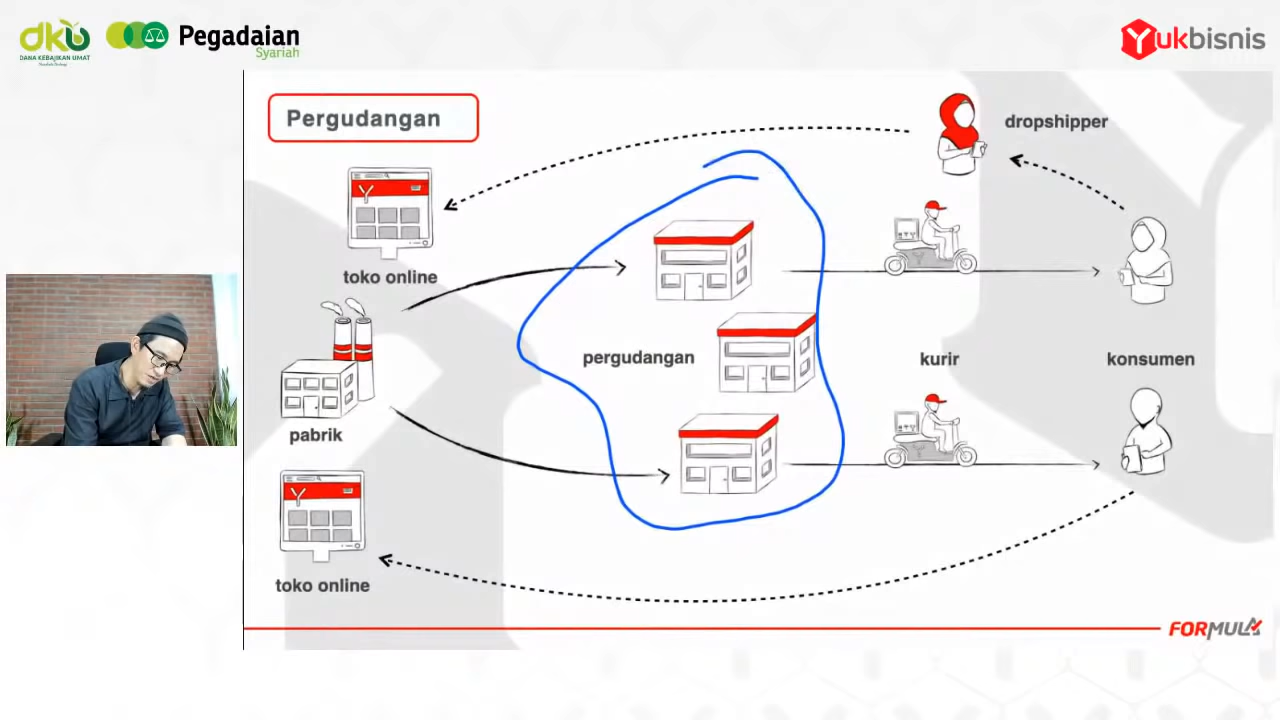 dku
DANA KEBAJIKAN UMAT
Pegadaian
Syariah
Yukbisnis
Pergudangan
dropshipper
toko online
pergudangan
kurir
konsumen
pabrik
toko online
FORMULA